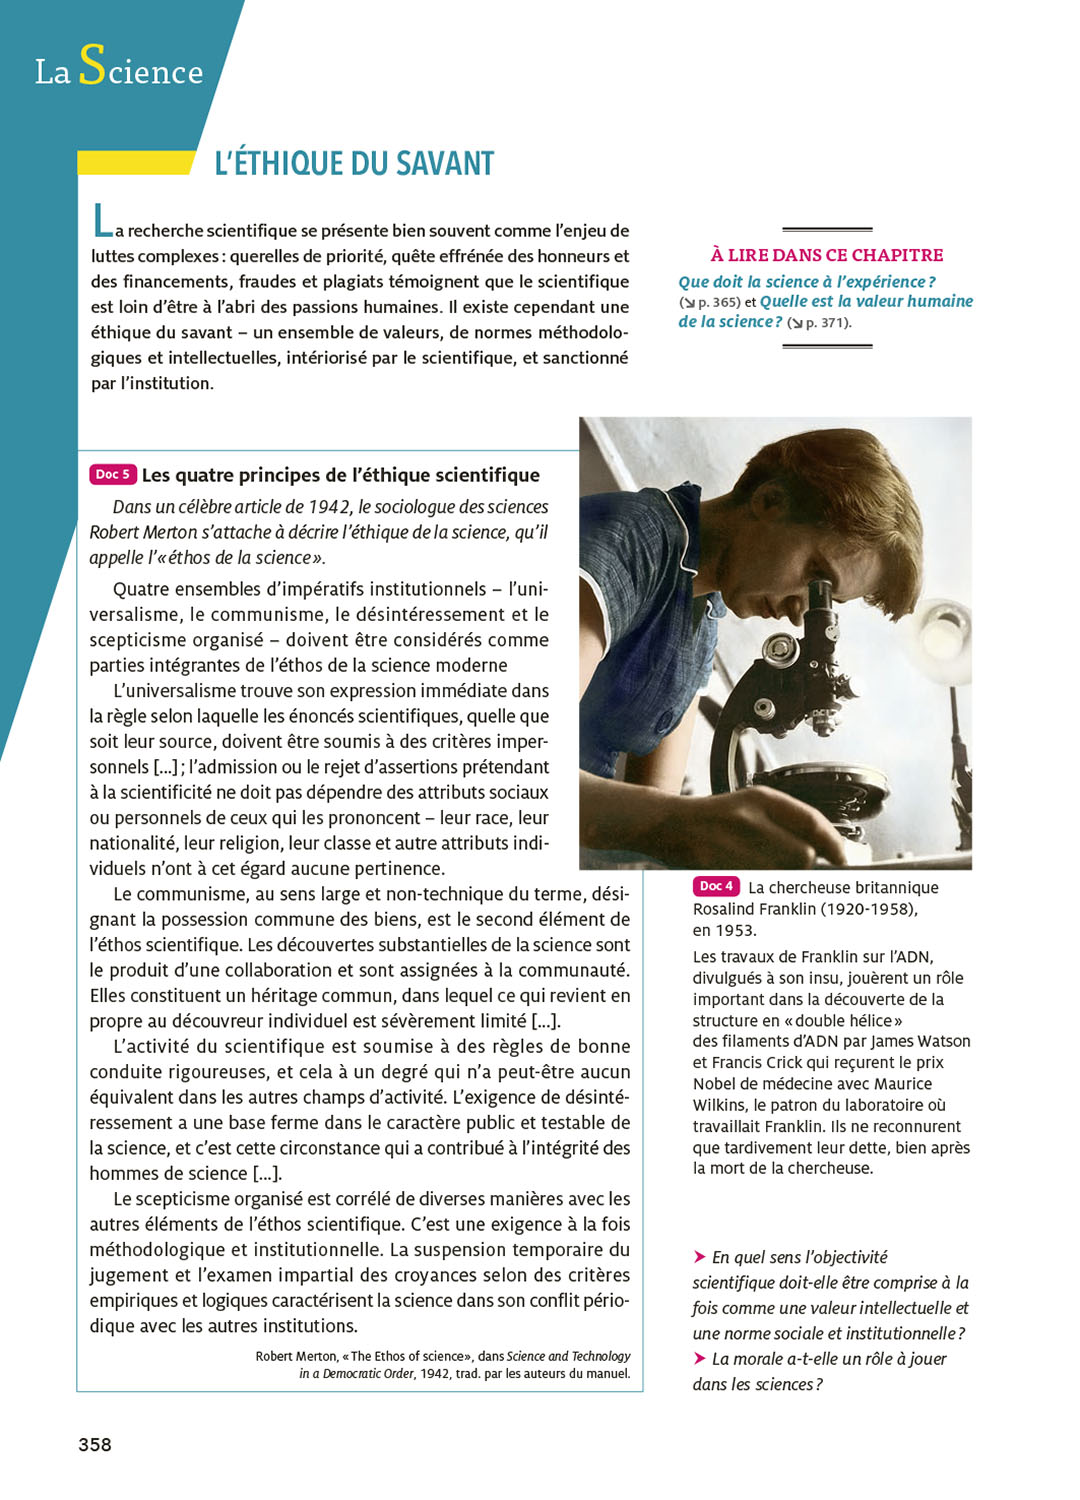 La Science
L’ÉTHIQUE DU SAVANT
La recherche scientifique se présente bien souvent comme l’enjeu de
luttes complexes : querelles de priorité, quête effrénée des honneurs et
des financements, fraudes et plagiats témoignent que le scientifique
est loin d’être à l’abri des passions humaines. Il existe cependant une
éthique du savant – un ensemble de valeurs, de normes méthodolo-
giques et intellectuelles, intériorisé par le scientifique, et sanctionné
par l’institution.
À LIRE DANS CE CHAPITRE
Que doit la science à l’expérience ?
(↘ p. 365) et Quelle est la valeur humaine
de la science ? (↘ p. 371).
Doc 5 Les quatre principes de l’éthique scientifique
Dans un célèbre article de 1942, le sociologue des sciences
Robert Merton s’attache à décrire l’éthique de la science, qu’il
appelle l’« éthos de la science ».
Quatre ensembles d’impératifs institutionnels – l’uni-
versalisme, le communisme, le désintéressement et le
scepticisme organisé – doivent être considérés comme
parties intégrantes de l’éthos de la science moderne
L’universalisme trouve son expression immédiate dans
la règle selon laquelle les énoncés scientifiques, quelle que
soit leur source, doivent être soumis à des critères imper-
sonnels [...] ; l’admission ou le rejet d’assertions prétendant
à la scientificité ne doit pas dépendre des attributs sociaux
ou personnels de ceux qui les prononcent – leur race, leur
nationalité, leur religion, leur classe et autre attributs indi-
viduels n’ont à cet égard aucune pertinence.
Le communisme, au sens large et non-technique du terme, dési-
gnant la possession commune des biens, est le second élément de
l’éthos scientifique. Les découvertes substantielles de la science sont
le produit d’une collaboration et sont assignées à la communauté.
Elles constituent un héritage commun, dans lequel ce qui revient en
propre au découvreur individuel est sévèrement limité [...].
L’activité du scientifique est soumise à des règles de bonne
conduite rigoureuses, et cela à un degré qui n’a peut-être aucun
équivalent dans les autres champs d’activité. L’exigence de désinté-
ressement a une base ferme dans le caractère public et testable de
la science, et c’est cette circonstance qui a contribué à l’intégrité des
hommes de science [...].
Le scepticisme organisé est corrélé de diverses manières avec les
autres éléments de l’éthos scientifique. C’est une exigence à la fois
méthodologique et institutionnelle. La suspension temporaire du
jugement et l’examen impartial des croyances selon des critères
empiriques et logiques caractérisent la science dans son conflit pério-
dique avec les autres institutions.
Robert Merton, « The Ethos of science », dans Science and Technology
in a Democratic Order, 1942, trad. par les auteurs du manuel.
Doc 4 La chercheuse britannique
Rosalind Franklin (1920-1958),
en 1953.
Les travaux de Franklin sur l’ADN,
divulgués à son insu, jouèrent un rôle
important dans la découverte de la
structure en « double hélice »
des filaments d’ADN par James Watson
et Francis Crick qui reçurent le prix
Nobel de médecine avec Maurice
Wilkins, le patron du laboratoire où
travaillait Franklin. Ils ne reconnurent
que tardivement leur dette, bien après
la mort de la chercheuse.
➤ En quel sens l’objectivité
scientifique doit-elle être comprise à la
fois comme une valeur intellectuelle et
une norme sociale et institutionnelle ?
➤ La morale a-t-elle un rôle à jouer
dans les sciences ?
358